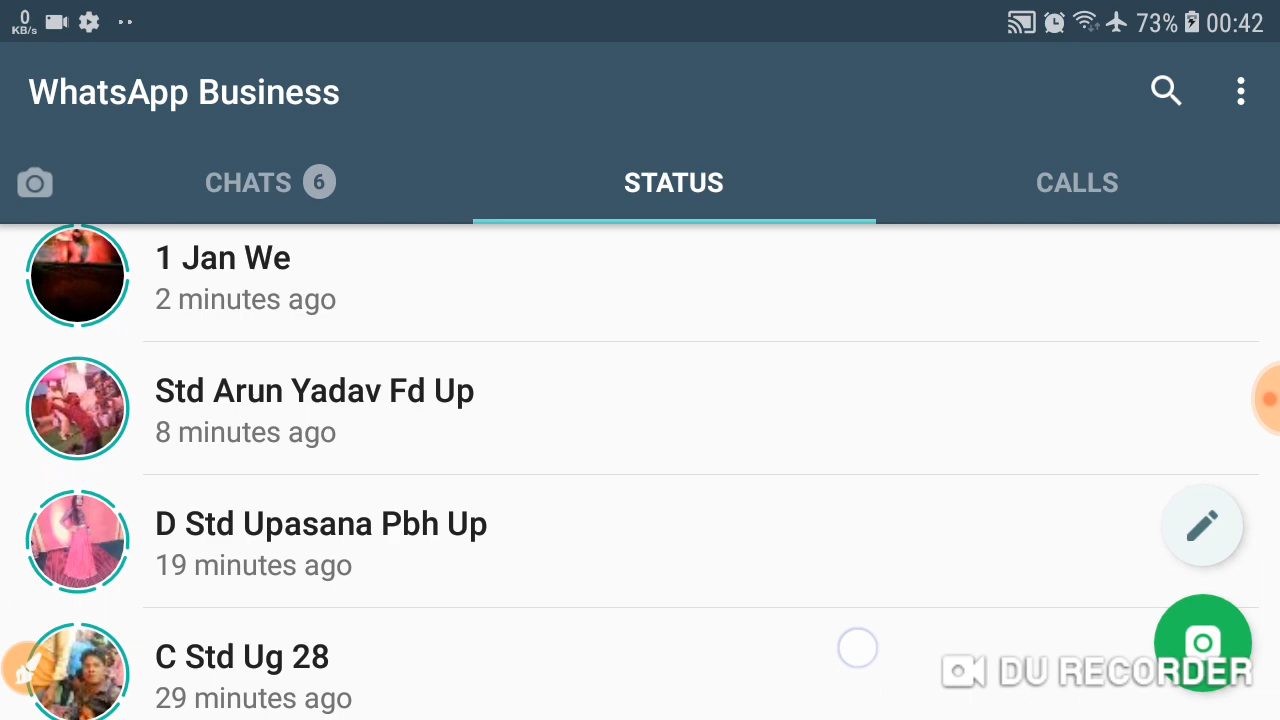 0 KB/s 73% 00:42
WhatsApp Business
CHATS 6 STATUS CALLS
1 Jan We
2 minutes ago
Std Arun Yadav Fd Up
8 minutes ago
D Std Upasana Pbh Up
19 minutes ago
C Std Ug 28
29 minutes ago
DU RECORDER